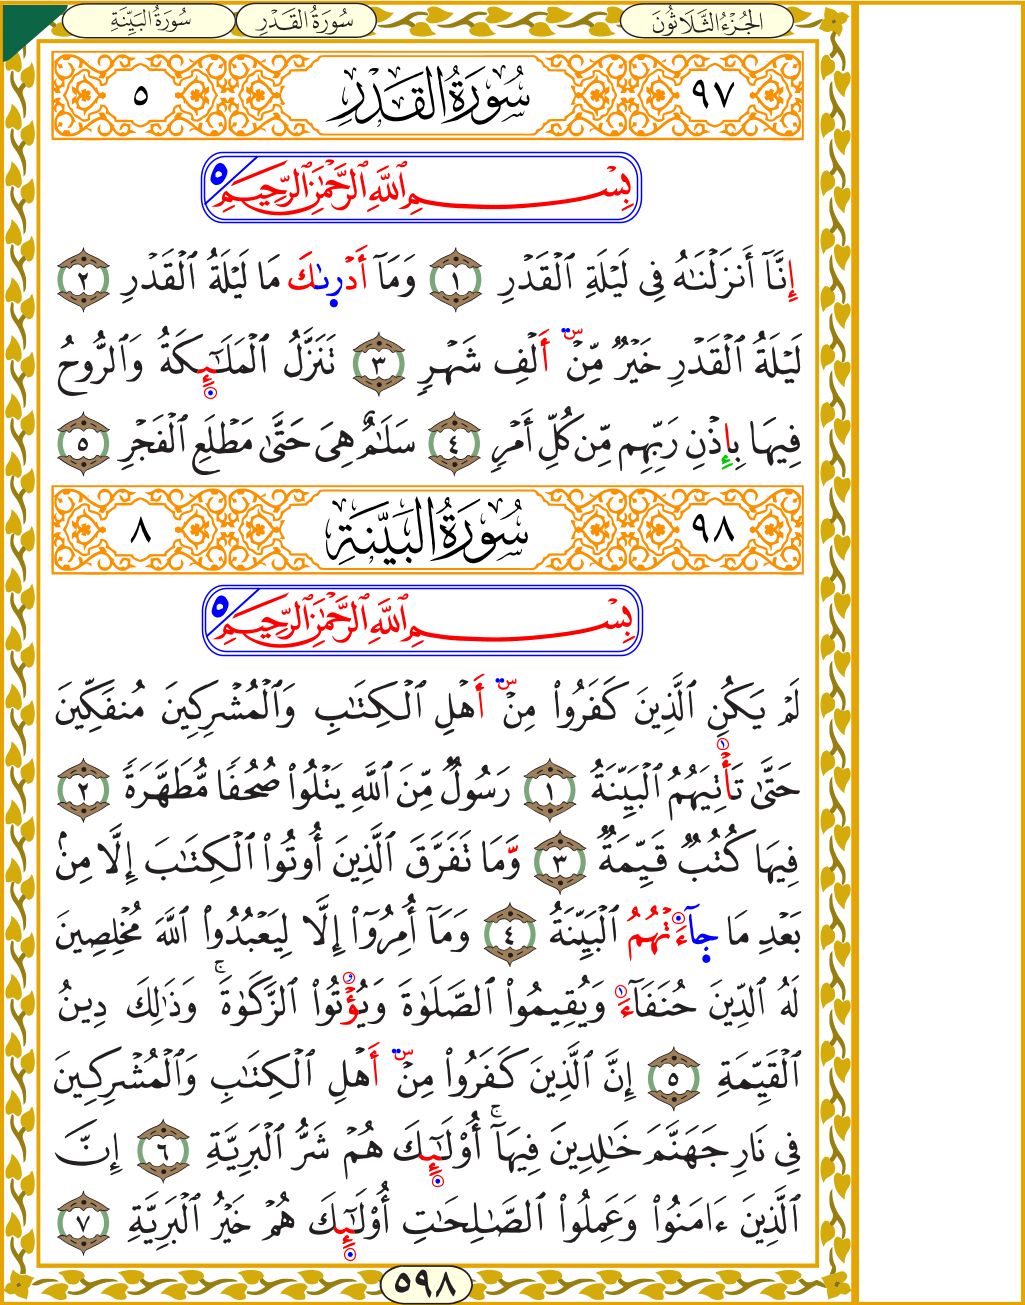 الجُزْءُ الثَّلَاثُونَ سُورَةُ القَدْرِ سُورَةُ البَيِّنَةِ
٩٧ سُورَةُ القَدْرِ ٥
بِسْمِ ٱللَّهِ ٱلرَّحْمَٰنِ ٱلرَّحِيمِ ٥
إِنَّآ أَنزَلْنَٰهُ فِى لَيْلَةِ ٱلْقَدْرِ ١ وَمَآ أَدْرَىٰكَ مَا لَيْلَةُ ٱلْقَدْرِ ٢
لَيْلَةُ ٱلْقَدْرِ خَيْرٌ مِّنْ أَلْفِ شَهْرٍ ٣ تَنَزَّلُ ٱلْمَلَٰٓئِكَةُ وَٱلرُّوحُ
فِيهَا بِإِذْنِ رَبِّهِم مِّن كُلِّ أَمْرٍ ٤ سَلَٰمٌ هِىَ حَتَّىٰ مَطْلَعِ ٱلْفَجْرِ ٥
٩٨ سُورَةُ البَيِّنَةِ ٨
بِسْمِ ٱللَّهِ ٱلرَّحْمَٰنِ ٱلرَّحِيمِ ٥
لَمْ يَكُنِ ٱلَّذِينَ كَفَرُوا۟ مِنْ أَهْلِ ٱلْكِتَٰبِ وَٱلْمُشْرِكِينَ مُنفَكِّينَ
حَتَّىٰ تَأْتِيَهُمُ ٱلْبَيِّنَةُ ١ رَسُولٌ مِّنَ ٱللَّهِ يَتْلُوا۟ صُحُفًا مُّطَهَّرَةً ٢
فِيهَا كُتُبٌ قَيِّمَةٌ ٣ وَمَا تَفَرَّقَ ٱلَّذِينَ أُوتُوا۟ ٱلْكِتَٰبَ إِلَّا مِنۢ
بَعْدِ مَا جَآءَتْهُمُ ٱلْبَيِّنَةُ ٤ وَمَآ أُمِرُوٓا۟ إِلَّا لِيَعْبُدُوا۟ ٱللَّهَ مُخْلِصِينَ
لَهُ ٱلدِّينَ حُنَفَآءَ وَيُقِيمُوا۟ ٱلصَّلَوٰةَ وَيُؤْتُوا۟ ٱلزَّكَوٰةَ ۚ وَذَٰلِكَ دِينُ
ٱلْقَيِّمَةِ ٥ إِنَّ ٱلَّذِينَ كَفَرُوا۟ مِنْ أَهْلِ ٱلْكِتَٰبِ وَٱلْمُشْرِكِينَ
فِى نَارِ جَهَنَّمَ خَٰلِدِينَ فِيهَآ ۚ أُو۟لَٰٓئِكَ هُمْ شَرُّ ٱلْبَرِيَّةِ ٦ إِنَّ
ٱلَّذِينَ ءَامَنُوا۟ وَعَمِلُوا۟ ٱلصَّٰلِحَٰتِ أُو۟لَٰٓئِكَ هُمْ خَيْرُ ٱلْبَرِيَّةِ ٧
٥٩٨